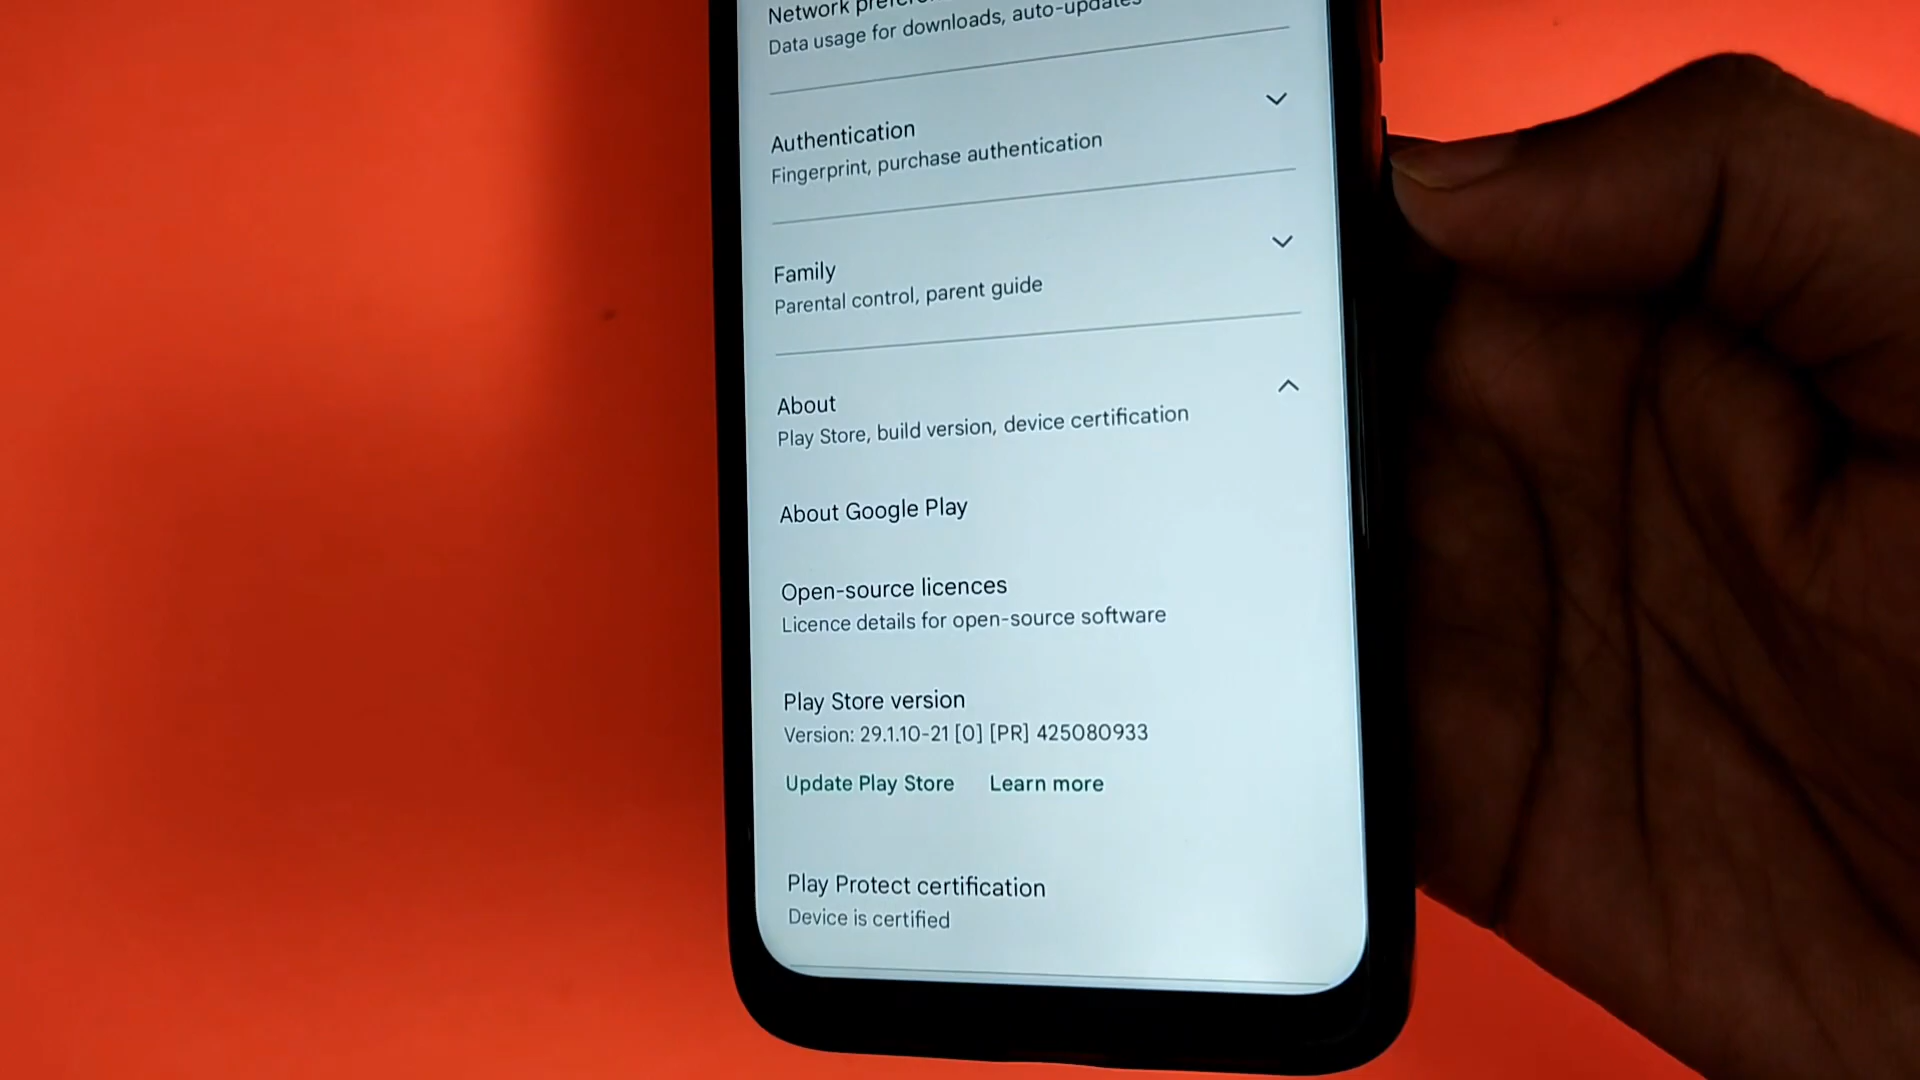 Network
Data usage for downloads, auto-updates
Authentication
Fingerprint, purchase authentication
Family
Parental control, parent guide
About
Play Store, build version, device certification
About Google Play
Open-source licences
Licence details for open-source software
Play Store version
Version: 29.1.10-21 [0] [PR] 425080933
Update Play Store Learn more
Play Protect certification
Device is certified